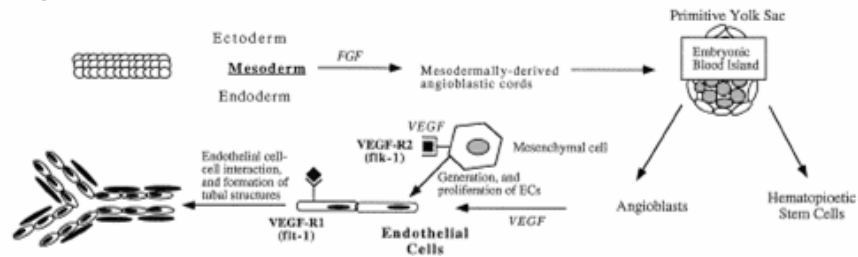 Primitive Yolk Sac
Ectoderm
Mesoderm
Endoderm
FGF
Mesodermally-derived
angioblastic cords
Embryonic
Blood Island
VEGF
VEGF-R2
(flk-1)
Mesenchymal cell
Generation, and
proliferation of ECs
Endothelial cell-
cell interaction,
and formation of
tubal structures
VEGF-R1
(flt-1)
Endothelial
Cells
VEGF
Angioblasts
Hematopoietic
Stem Cells